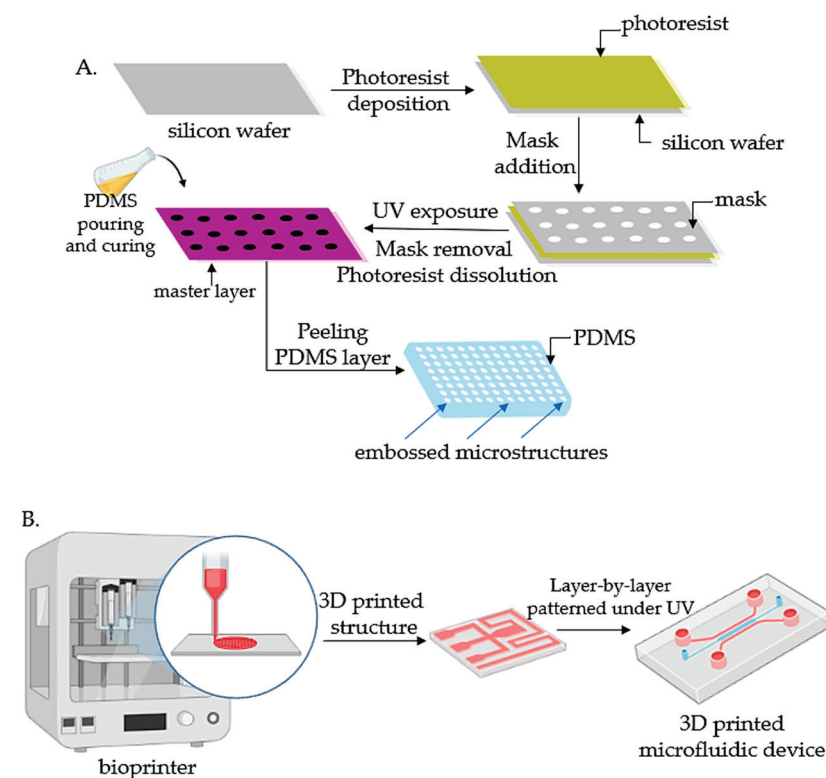 A.
photoresist
Photoresist
deposition
silicon wafer
silicon wafer
Mask
addition
mask
PDMS
pouring
and curing
UV exposure
Mask removal
Photoresist dissolution
master layer
Peeling
PDMS layer
PDMS
embossed microstructures
B.
3D printed
structure
Layer-by-layer
patterned under UV
bioprinter
3D printed
microfluidic device